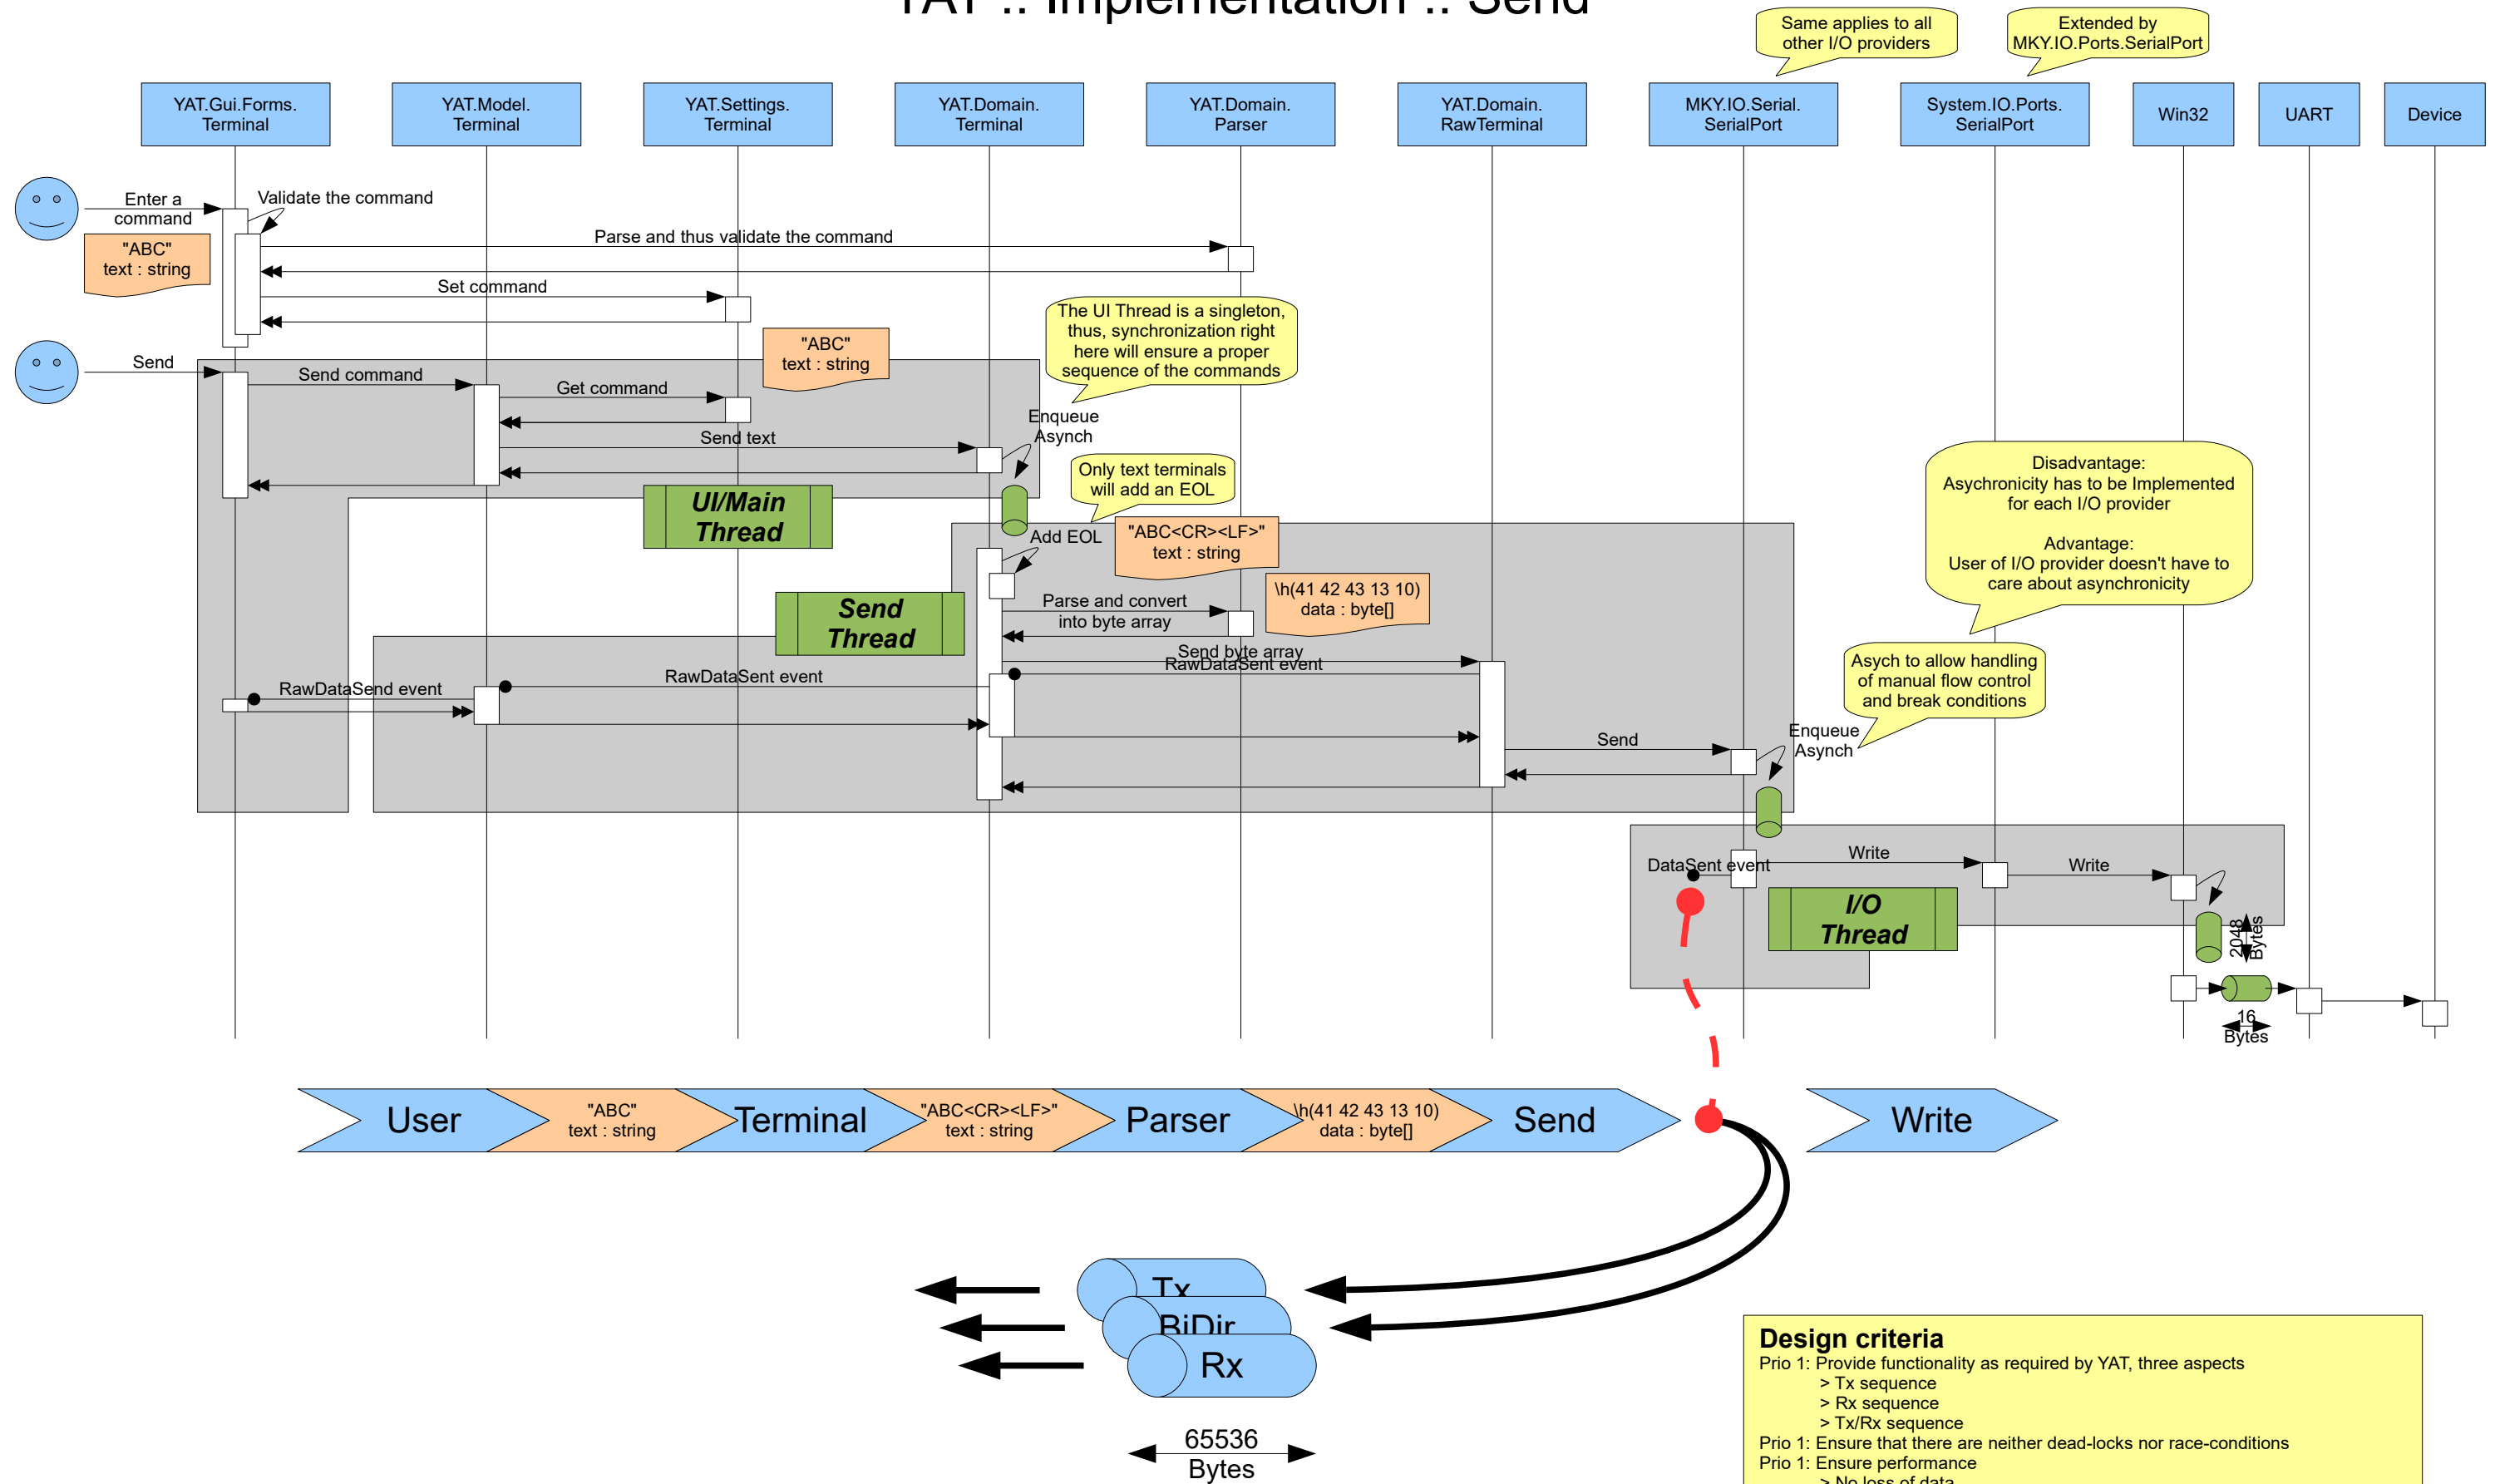 YAT :: Implementation :: Send
Same applies to all
other I/O providers
Extended by
MKY.IO.Ports.SerialPort
YAT.Gui.Forms.
Terminal
YAT.Model.
Terminal
YAT.Settings.
Terminal
YAT.Domain.
Terminal
YAT.Domain.
Parser
YAT.Domain.
RawTerminal
MKY.IO.Serial.
SerialPort
System.IO.Ports.
SerialPort
Win32
UART
Device
Enter a
command
Validate the command
"ABC"
text : string
Parse and thus validate the command
Set command
The UI Thread is a singleton,
thus, synchronization right
here will ensure a proper
sequence of the commands
"ABC"
text : string
Send
Send command
Get command
Send text
Enqueue
Asynch
Only text terminals
will add an EOL
Disadvantage:
Asychronicity has to be Implemented
for each I/O provider
Advantage:
User of I/O provider doesn't have to
care about asynchronicity
UI/Main
Thread
Add EOL
"ABC<CR><LF>"
text : string
Send
Thread
Parse and convert
into byte array
\h(41 42 43 13 10)
data : byte[]
Send byte array
RawDataSent event
RawDataSent event
RawDataSend event
Asych to allow handling
of manual flow control
and break conditions
Send
Enqueue
Asynch
DataSent event
Write
Write
I/O
Thread
2048
Bytes
16
Bytes
User
"ABC"
text : string
Terminal
"ABC<CR><LF>"
text : string
Parser
\h(41 42 43 13 10)
data : byte[]
Send
Write
Tx
BiDir
Rx
65536
Bytes
Design criteria
Prio 1: Provide functionality as required by YAT, three aspects
> Tx sequence
> Rx sequence
> Tx/Rx sequence
Prio 1: Ensure that there are neither dead-locks nor race-conditions
Prio 1: Ensure performance
> No loss of data